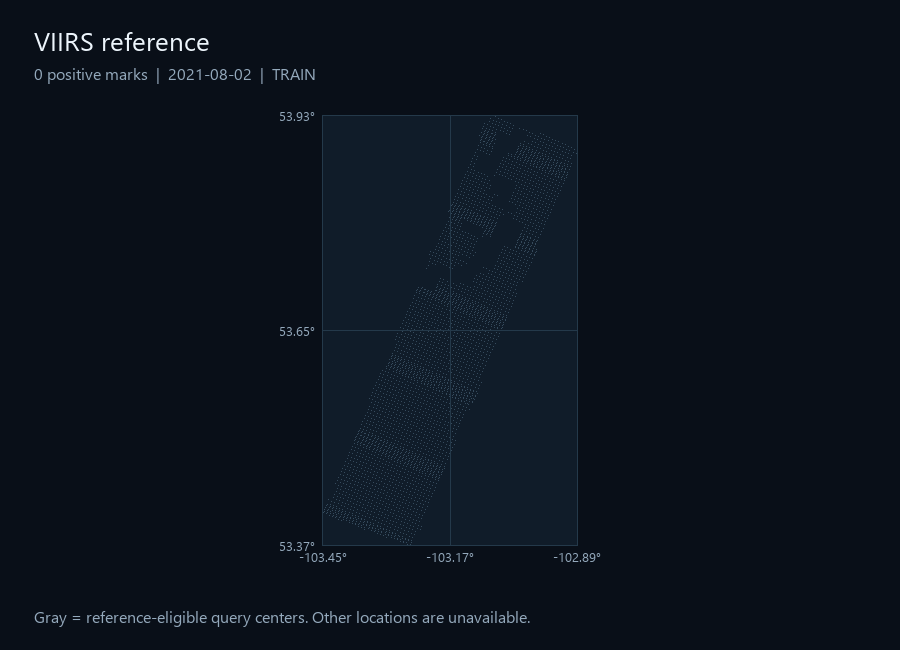 VIIRS reference
0 positive marks | 2021-08-02 | TRAIN
53.93°
53.65°
53.37°
-103.45°
-103.17°
-102.89°
Gray = reference-eligible query centers. Other locations are unavailable.